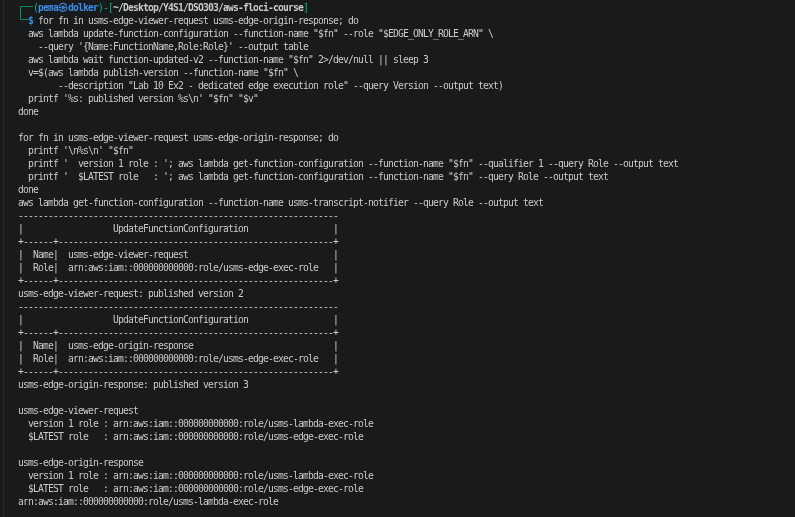 ┌──(pema㉿dolker)-[~/Desktop/Y4S1/DSO303/aws-floci-course]
└─$ for fn in usms-edge-viewer-request usms-edge-origin-response; do
  aws lambda update-function-configuration --function-name "$fn" --role "$EDGE_ONLY_ROLE_ARN" \
    --query '{Name:FunctionName,Role:Role}' --output table
  aws lambda wait function-updated-v2 --function-name "$fn" 2>/dev/null || sleep 3
  v=$(aws lambda publish-version --function-name "$fn" \
        --description "Lab 10 Ex2 - dedicated edge execution role" --query Version --output text)
  printf '%s: published version %s\n' "$fn" "$v"
done

for fn in usms-edge-viewer-request usms-edge-origin-response; do
  printf '\n%s\n' "$fn"
  printf '  version 1 role : '; aws lambda get-function-configuration --function-name "$fn" --qualifier 1 --query Role --output text
  printf '  $LATEST role   : '; aws lambda get-function-configuration --function-name "$fn" --query Role --output text
done
aws lambda get-function-configuration --function-name usms-transcript-notifier --query Role --output text
----------------------------------------------------------------
|                  UpdateFunctionConfiguration                 |
+------+-------------------------------------------------------+
|  Name|  usms-edge-viewer-request                             |
|  Role|  arn:aws:iam::000000000000:role/usms-edge-exec-role   |
+------+-------------------------------------------------------+
usms-edge-viewer-request: published version 2
----------------------------------------------------------------
|                  UpdateFunctionConfiguration                 |
+------+-------------------------------------------------------+
|  Name|  usms-edge-origin-response                            |
|  Role|  arn:aws:iam::000000000000:role/usms-edge-exec-role   |
+------+-------------------------------------------------------+
usms-edge-origin-response: published version 3

usms-edge-viewer-request
  version 1 role : arn:aws:iam::000000000000:role/usms-lambda-exec-role
  $LATEST role   : arn:aws:iam::000000000000:role/usms-edge-exec-role

usms-edge-origin-response
  version 1 role : arn:aws:iam::000000000000:role/usms-lambda-exec-role
  $LATEST role   : arn:aws:iam::000000000000:role/usms-edge-exec-role
arn:aws:iam::000000000000:role/usms-lambda-exec-role